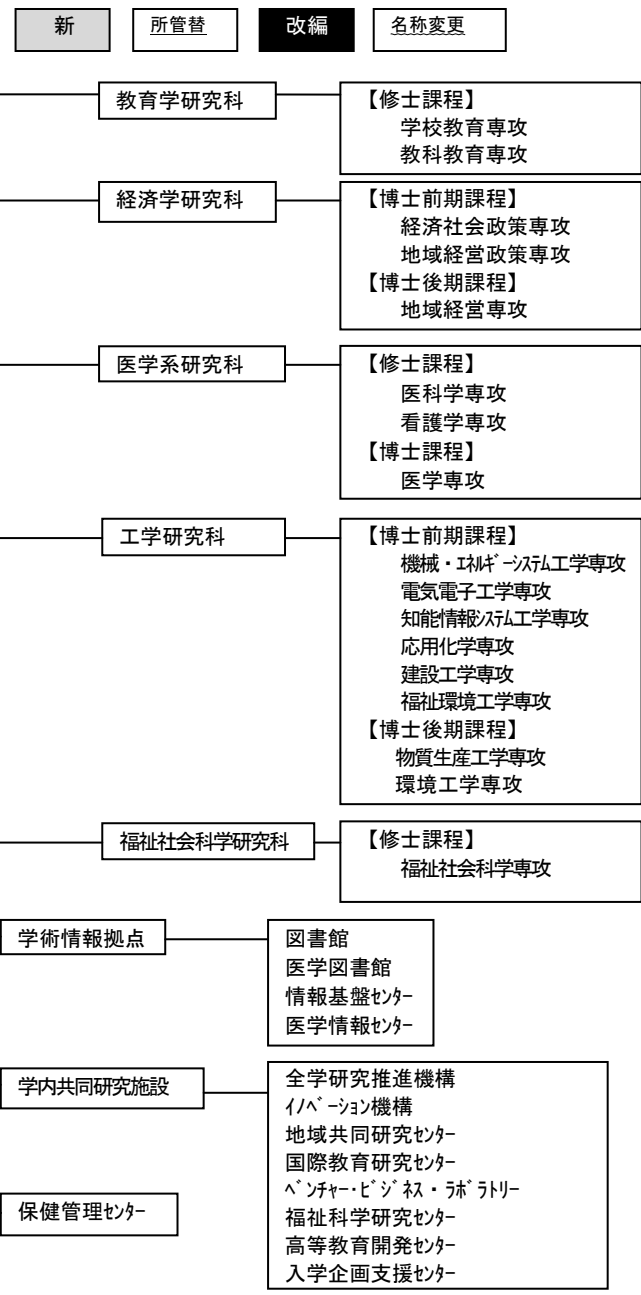 新 所管替 改編 名称変更
教育学研究科
【修士課程】
学校教育専攻
教科教育専攻
経済学研究科
【博士前期課程】
経済社会政策専攻
地域経営政策専攻
【博士後期課程】
地域経営専攻
医学系研究科
【修士課程】
医科学専攻
看護学専攻
【博士課程】
医学専攻
工学研究科
【博士前期課程】
機械・ｴﾈﾙｷﾞｰｼｽﾃﾑ工学専攻
電気電子工学専攻
知能情報ｼｽﾃﾑ工学専攻
応用化学専攻
建設工学専攻
福祉環境工学専攻
【博士後期課程】
物質生産工学専攻
環境工学専攻
福祉社会科学研究科
【修士課程】
福祉社会科学専攻
学術情報拠点
図書館
医学図書館
情報基盤ｾﾝﾀｰ
医学情報ｾﾝﾀｰ
学内共同研究施設
全学研究推進機構
ｲﾉﾍﾞｰｼｮﾝ機構
地域共同研究ｾﾝﾀｰ
国際教育研究ｾﾝﾀｰ
ﾍﾞﾝﾁｬｰ･ﾋﾞｼﾞﾈｽ・ﾗﾎﾞﾗﾄﾘｰ
福祉科学研究ｾﾝﾀｰ
高等教育開発ｾﾝﾀｰ
入学企画支援ｾﾝﾀｰ
保健管理ｾﾝﾀｰ